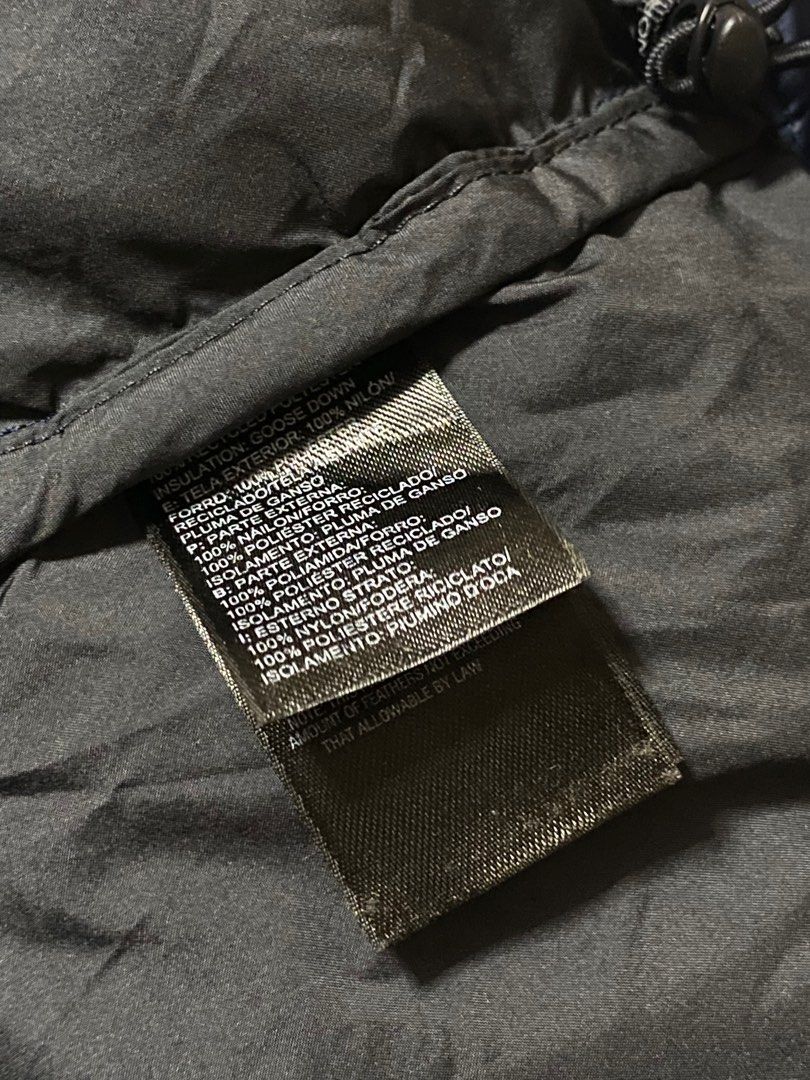 100% RECYCLED POLYESTER
INSULATION: GOOSE DOWN
E: TELA EXTERIOR: 100% NILÓN/
FORRO: 100%
RECICLADO/TELA
PLUMA DE GANSO
P: PARTE EXTERNA:
100% NÁILON/FORRO:
100% POLIÉSTER RECICLADO/
ISOLAMENTO: PLUMA DE GANSO
B: PARTE EXTERNA:
100% POLIAMIDA/FORRO:
100% POLIÉSTER RECICLADO/
ISOLAMENTO: PLUMA DE GANSO
I: ESTERNO STRATO:
100% NYLON/FODERA:
100% POLIESTERE RICICLATO/
ISOLAMENTO: PIUMINO D'OCA
AMOUNT OF FEATHERS NOT EXCEEDING
THAT ALLOWABLE BY LAW